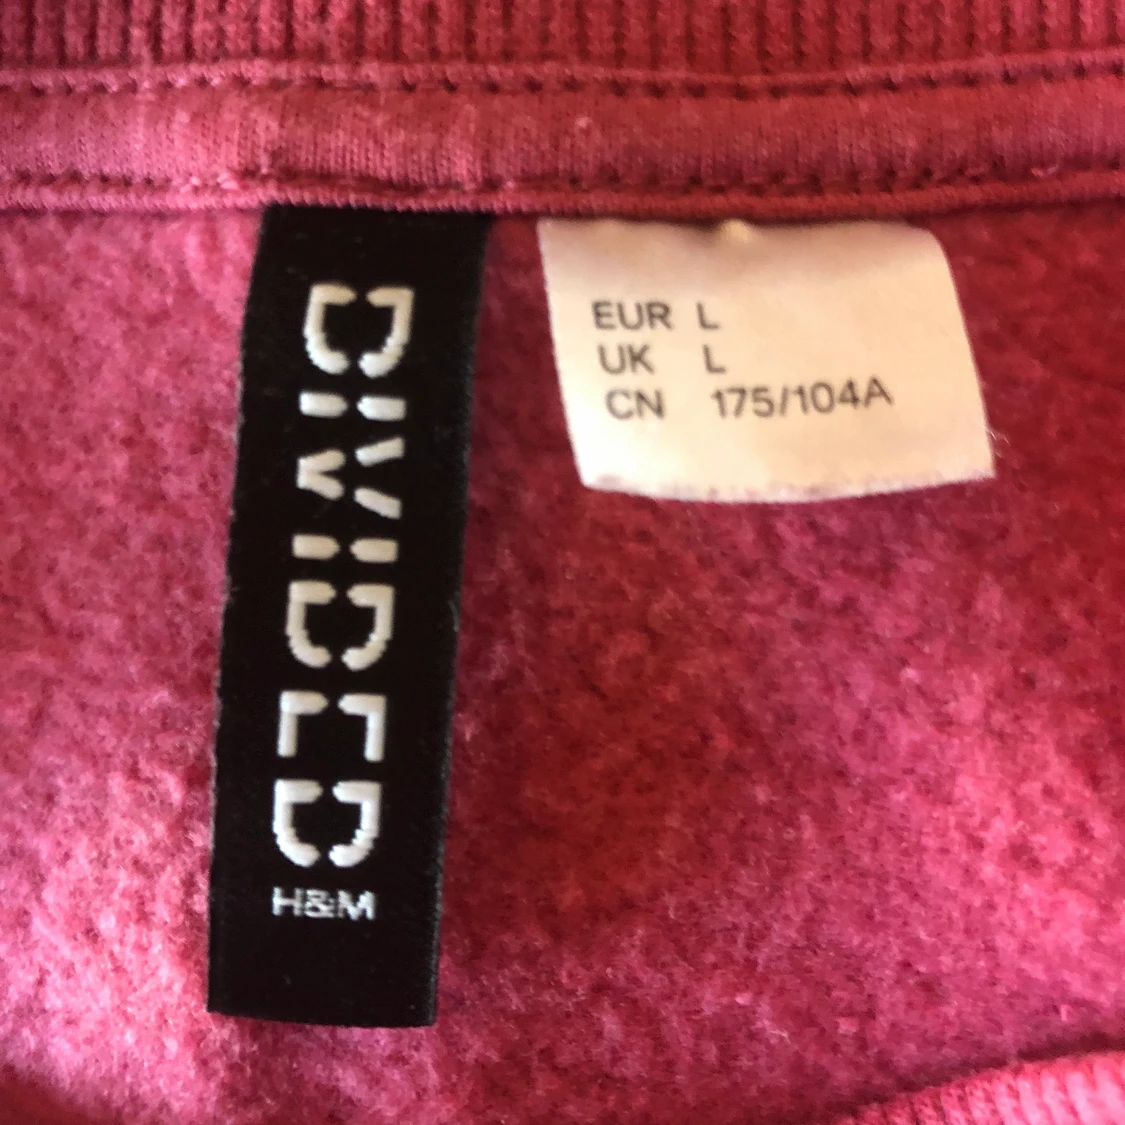 DIVIDED
H&M
EUR L
UK L
CN 175/104A